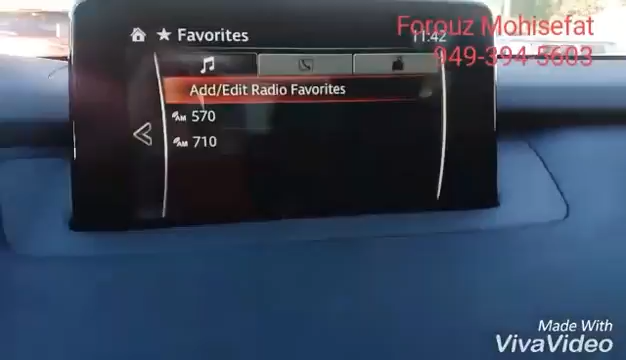 Favorites
11:42
Forouz Mohisefat
949-394-5603
Add/Edit Radio Favorites
AM 570
AM 710
Made With
VivaVideo